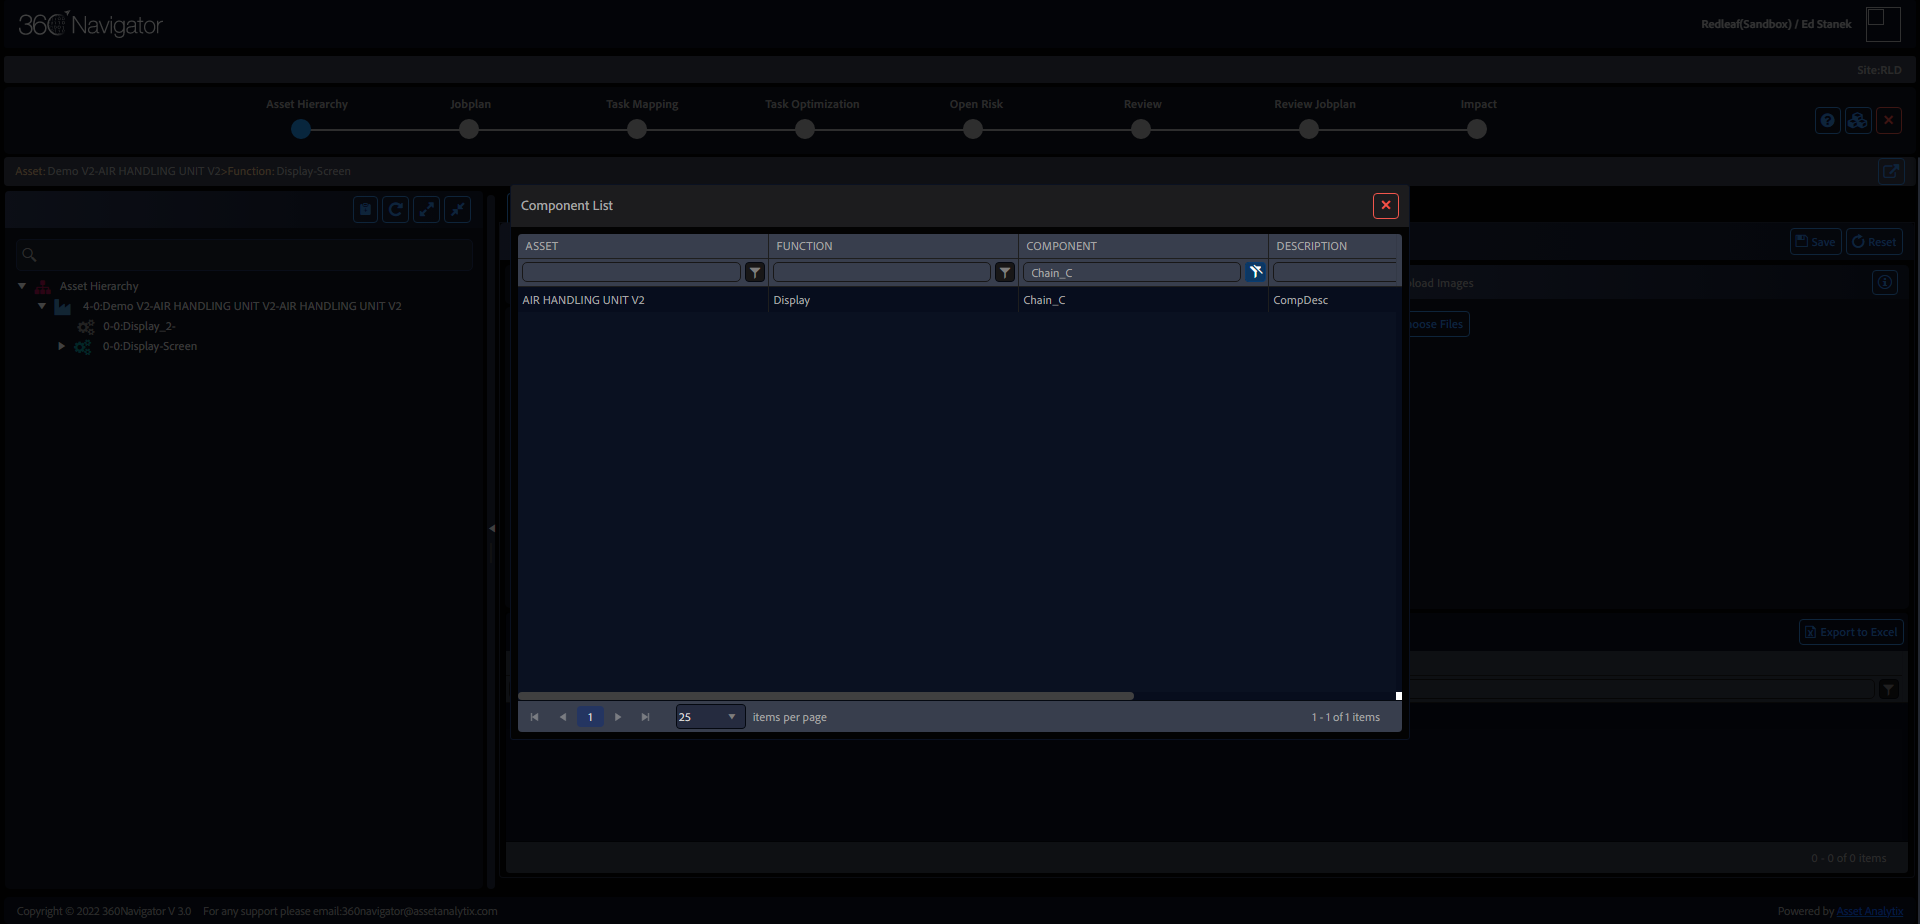 360 Navigator
Redleaf(Sandbox) / Ed Stanek
Site:RLD
Asset Hierarchy
Jobplan
Task Mapping
Task Optimization
Open Risk
Review
Review Jobplan
Impact
Asset: Demo V2-AIR HANDLING UNIT V2>Function: Display-Screen
Component List
ASSET FUNCTION COMPONENT DESCRIPTION
Chain_C
AIR HANDLING UNIT V2 Display Chain_C CompDesc
1 25 items per page 1 - 1 of 1 items
Save Reset
Asset Hierarchy
4-0:Demo V2-AIR HANDLING UNIT V2-AIR HANDLING UNIT V2
0-0:Display_2-
0-0:Display-Screen
load Images
oose Files
Export to Excel
0 - 0 of 0 items
Copyright © 2022 360Navigator V 3.0 For any support please email:360navigator@assetanalytix.com
Powered by Asset Analytix